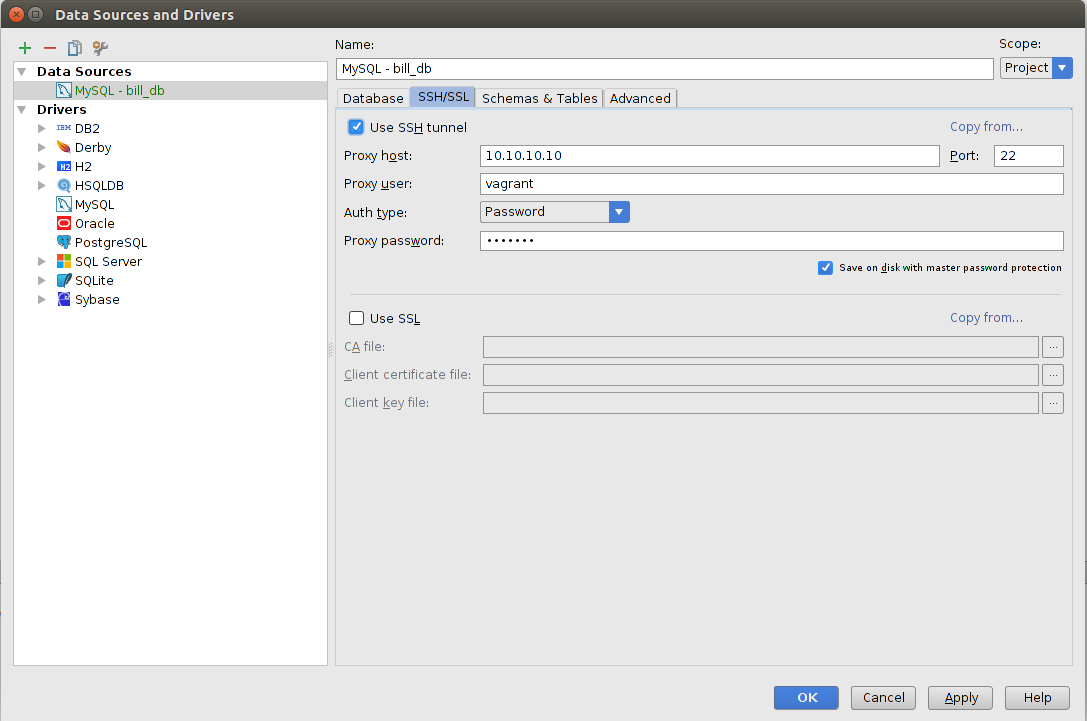 Data Sources and Drivers
Name:
Scope:
MySQL - bill_db
Project
Data Sources
MySQL - bill_db
Drivers
IBM DB2
Derby
H2 H2
HSQLDB
MySQL
Oracle
PostgreSQL
SQL Server
SQLite
Sybase
Database SSH/SSL Schemas & Tables Advanced
Use SSH tunnel Copy from...
Proxy host: 10.10.10.10 Port: 22
Proxy user: vagrant
Auth type: Password
Proxy password: •••••••
Save on disk with master password protection
Use SSL Copy from...
CA file: ...
Client certificate file: ...
Client key file: ...
OK Cancel Apply Help